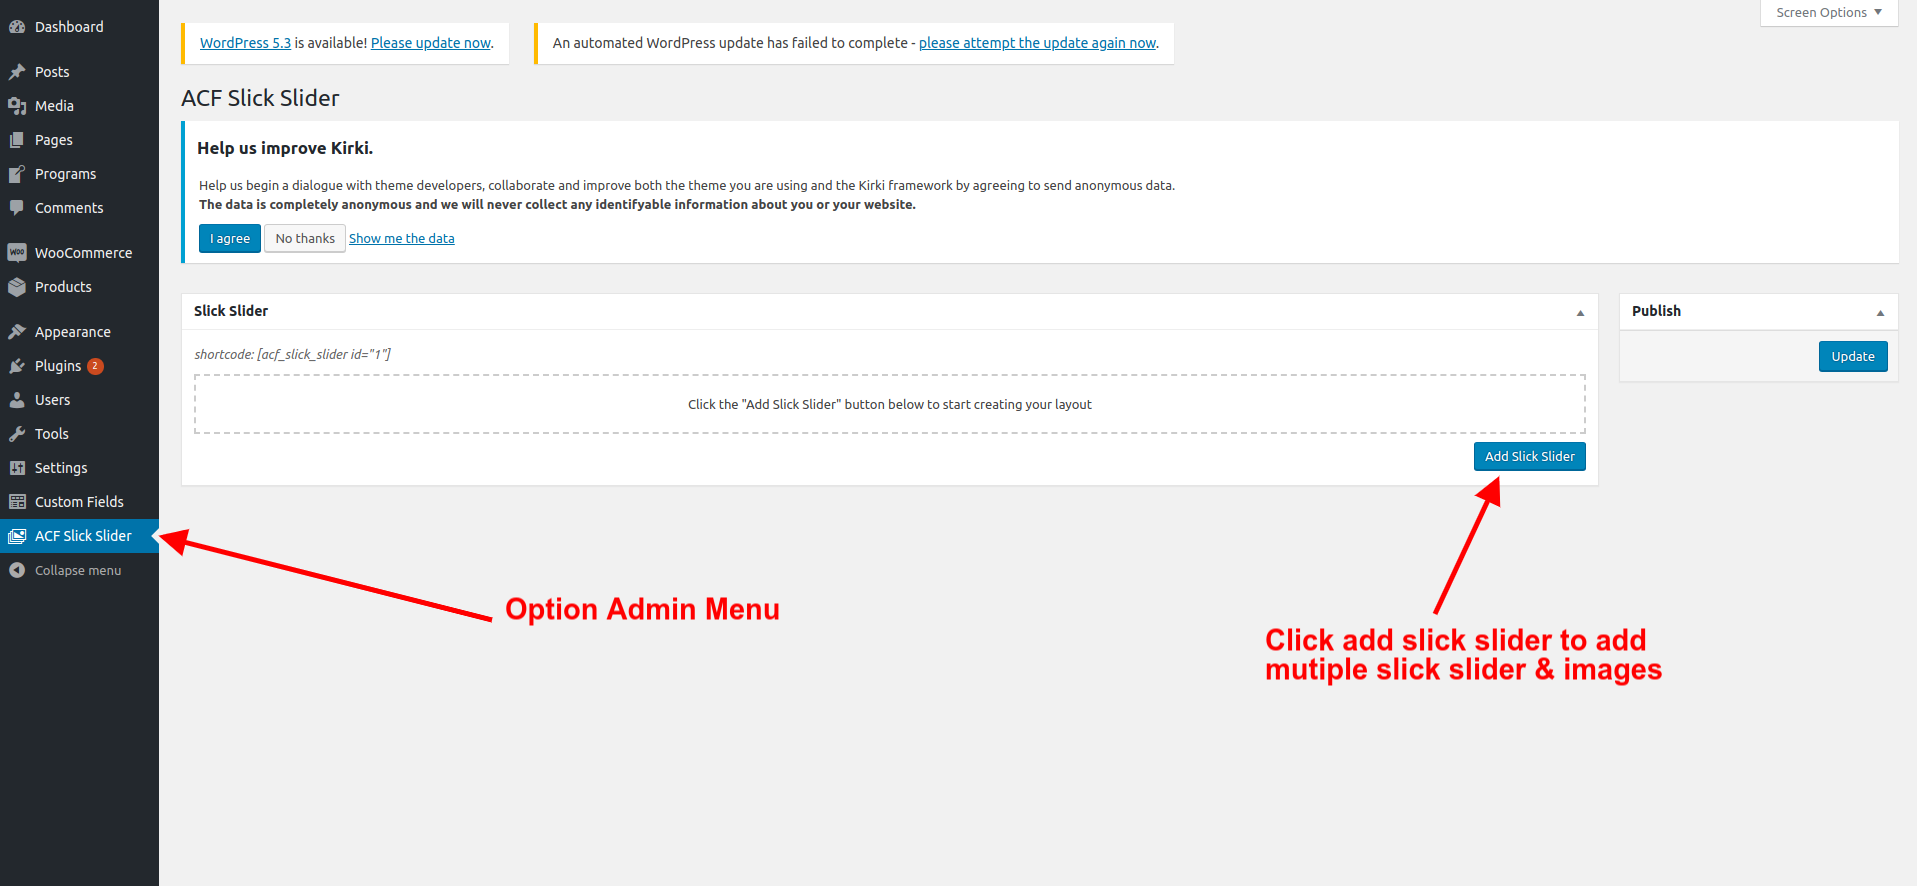 Dashboard
Posts
Media
Pages
Programs
Comments
WOO
WooCommerce
Products
Appearance
Plugins 2
Users
Tools
Settings
Custom Fields
ACF Slick Slider
Collapse menu
Screen Options
WordPress 5.3 is available! Please update now.
An automated WordPress update has failed to complete - please attempt the update again now.
ACF Slick Slider
Help us improve Kirki.
Help us begin a dialogue with theme developers, collaborate and improve both the theme you are using and the Kirki framework by agreeing to send anonymous data.
The data is completely anonymous and we will never collect any identifyable information about you or your website.
I agree
No thanks
Show me the data
Slick Slider
shortcode: [acf_slick_slider id="1"]
Click the "Add Slick Slider" button below to start creating your layout
Add Slick Slider
Publish
Update
Option Admin Menu
Click add slick slider to add
mutiple slick slider & images